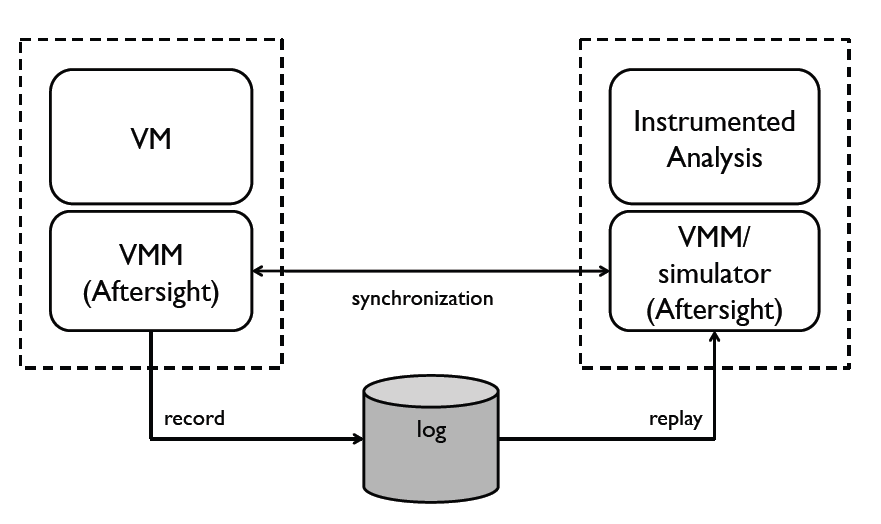 VM
VMM
(Aftersight)
Instrumented
Analysis
VMM/
simulator
(Aftersight)
synchronization
record
log
replay